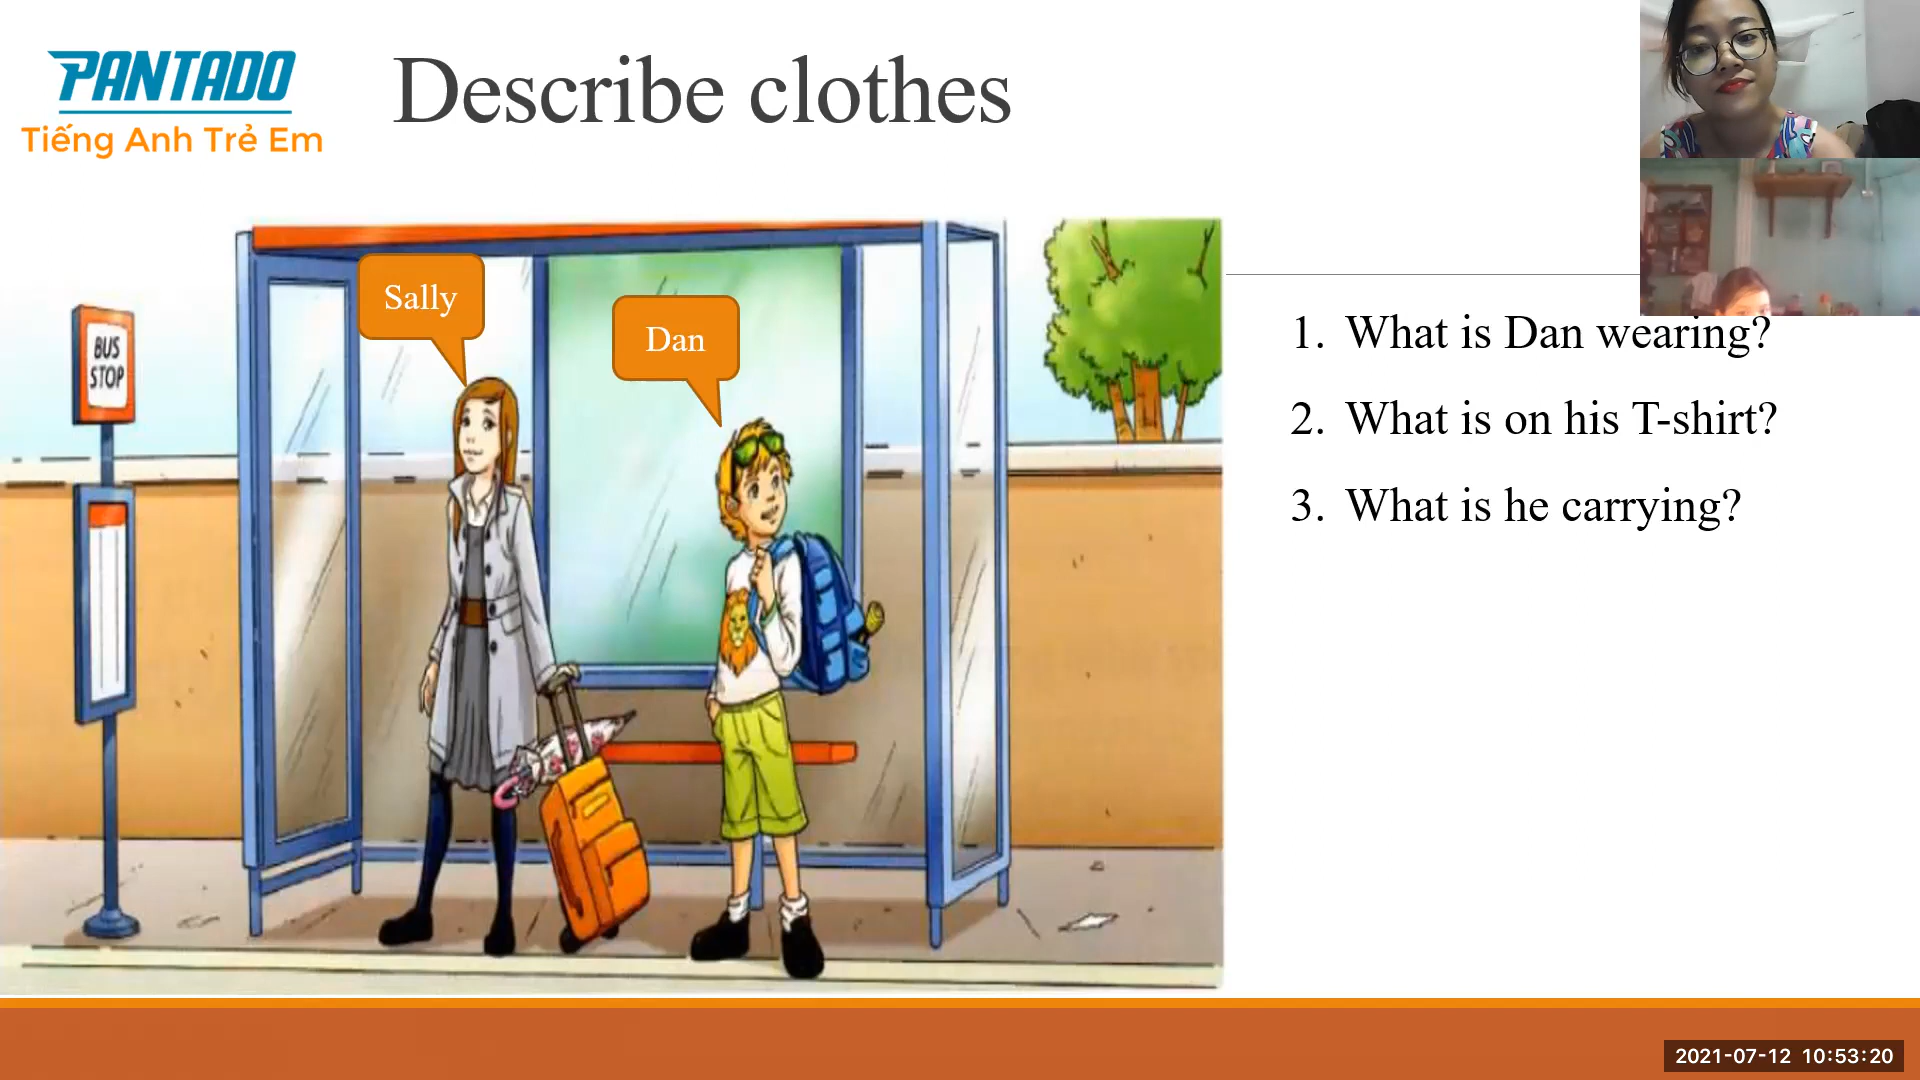 PANTADO
Tiếng Anh Trẻ Em
Describe clothes
BUS
STOP
Sally
Dan
1. What is Dan wearing?
2. What is on his T-shirt?
3. What is he carrying?
2021-07-12 10:53:20